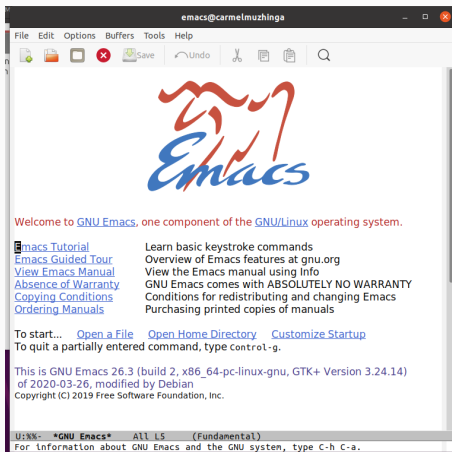 emacs@carmelmuzhinga
File Edit Options Buffers Tools Help
Save Undo
Emacs
Welcome to GNU Emacs, one component of the GNU/Linux operating system.
Emacs Tutorial Learn basic keystroke commands
Emacs Guided Tour Overview of Emacs features at gnu.org
View Emacs Manual View the Emacs manual using Info
Absence of Warranty GNU Emacs comes with ABSOLUTELY NO WARRANTY
Copying Conditions Conditions for redistributing and changing Emacs
Ordering Manuals Purchasing printed copies of manuals
To start... Open a File Open Home Directory Customize Startup
To quit a partially entered command, type Control-g.
This is GNU Emacs 26.3 (build 2, x86_64-pc-linux-gnu, GTK+ Version 3.24.14)
of 2020-03-26, modified by Debian
Copyright (C) 2019 Free Software Foundation, Inc.
U:%%- *GNU Emacs* All L5 (Fundamental)
For information about GNU Emacs and the GNU system, type C-h C-a.